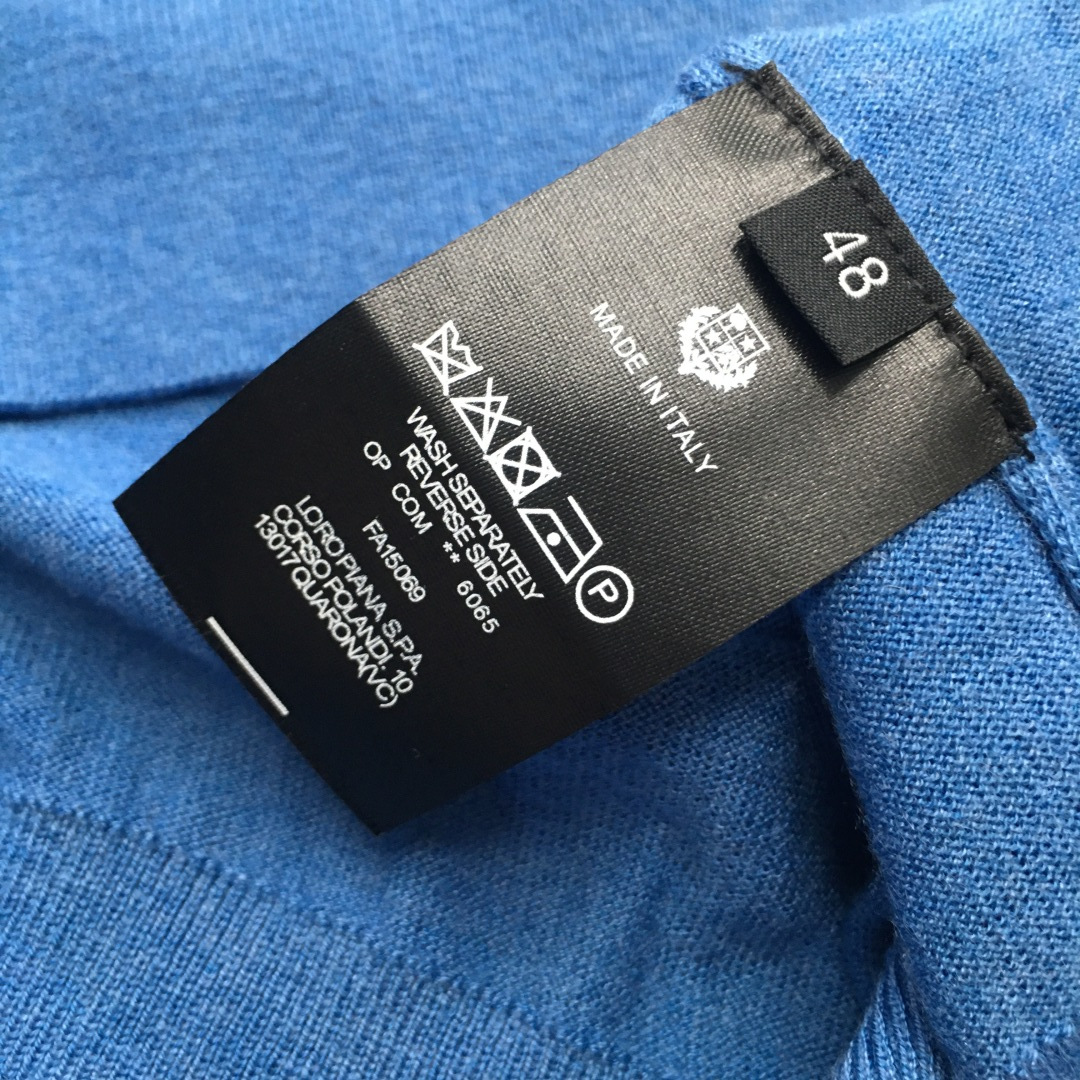 48
MADE IN ITALY
P
WASH SEPARATELY
REVERSE SIDE
OP COM ** 6065
FA15069
LORO PIANA S.P.A.
CORSO ROLANDI, 10
13017 QUARONA(VC)